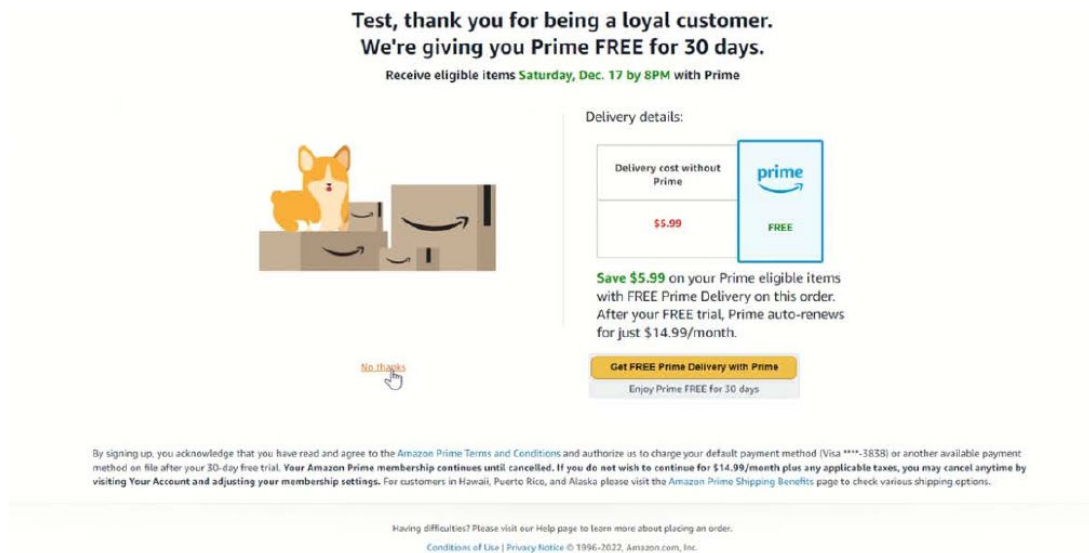 Test, thank you for being a loyal customer.
We're giving you Prime FREE for 30 days.
Receive eligible items Saturday, Dec. 17 by 8PM with Prime
Delivery details:
Delivery cost without
Prime
prime
$5.99
FREE
Save $5.99 on your Prime eligible items
with FREE Prime Delivery on this order.
After your FREE trial, Prime auto-renews
for just $14.99/month.
No thanks
Get FREE Prime Delivery with Prime
Enjoy Prime FREE for 30 days
By signing up, you acknowledge that you have read and agree to the Amazon Prime Terms and Conditions and authorize us to charge your default payment method (Visa ****-3838) or another available payment
method on file after your 30-day free trial. Your Amazon Prime membership continues until cancelled. If you do not wish to continue for $14.99/month plus any applicable taxes, you may cancel anytime by
visiting Your Account and adjusting your membership settings. For customers in Hawaii, Puerto Rico, and Alaska please visit the Amazon Prime Shipping Benefits page to check various shipping options.
Having difficulties? Please visit our Help page to learn more about placing an order.
Conditions of Use | Privacy Notice © 1996-2022, Amazon.com, Inc.